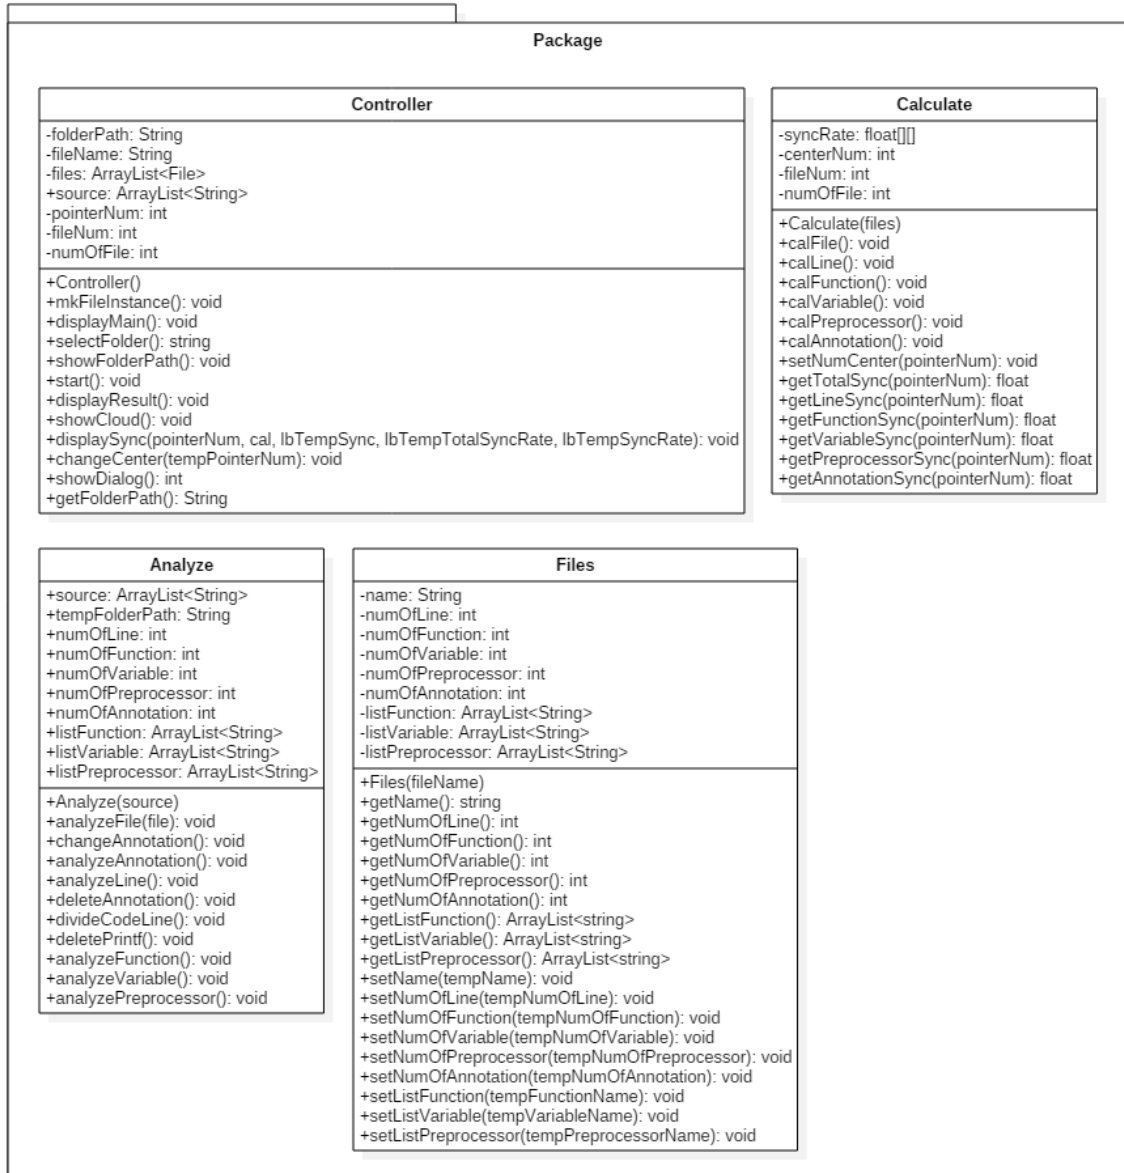 Package
Controller
-folderPath: String
-fileName: String
-files: ArrayList<File>
+source: ArrayList<String>
-pointerNum: int
-fileNum: int
-numOfFile: int
+Controller()
+mkFileInstance(): void
+displayMain(): void
+selectFolder(): string
+showFolderPath(): void
+start(): void
+displayResult(): void
+showCloud(): void
+displaySync(pointerNum, cal, lbTempSync, lbTempTotalSyncRate, lbTempSyncRate): void
+changeCenter(tempPointerNum): void
+showDialog(): int
+getFolderPath(): String
Calculate
-syncRate: float[][]
-centerNum: int
-fileNum: int
-numOfFile: int
+Calculate(files)
+calFile(): void
+calLine(): void
+calFunction(): void
+calVariable(): void
+calPreprocessor(): void
+calAnnotation(): void
+setNumCenter(pointerNum): void
+getTotalSync(pointerNum): float
+getLineSync(pointerNum): float
+getFunctionSync(pointerNum): float
+getVariableSync(pointerNum): float
+getPreprocessorSync(pointerNum): float
+getAnnotationSync(pointerNum): float
Analyze
+source: ArrayList<String>
+tempFolderPath: String
+numOfLine: int
+numOfFunction: int
+numOfVariable: int
+numOfPreprocessor: int
+numOfAnnotation: int
+listFunction: ArrayList<String>
+listVariable: ArrayList<String>
+listPreprocessor: ArrayList<String>
+Analyze(source)
+analyzeFile(file): void
+changeAnnotation(): void
+analyzeAnnotation(): void
+analyzeLine(): void
+deleteAnnotation(): void
+divideCodeLine(): void
+deletePrintf(): void
+analyzeFunction(): void
+analyzeVariable(): void
+analyzePreprocessor(): void
Files
-name: String
-numOfLine: int
-numOfFunction: int
-numOfVariable: int
-numOfPreprocessor: int
-numOfAnnotation: int
-listFunction: ArrayList<String>
-listVariable: ArrayList<String>
-listPreprocessor: ArrayList<String>
+Files(fileName)
+getName(): string
+getNumOfLine(): int
+getNumOfFunction(): int
+getNumOfVariable(): int
+getNumOfPreprocessor(): int
+getNumOfAnnotation(): int
+getListFunction(): ArrayList<string>
+getListVariable(): ArrayList<string>
+getListPreprocessor(): ArrayList<string>
+setName(tempName): void
+setNumOfLine(tempNumOfLine): void
+setNumOfFunction(tempNumOfFunction): void
+setNumOfVariable(tempNumOfVariable): void
+setNumOfPreprocessor(tempNumOfPreprocessor): void
+setNumOfAnnotation(tempNumOfAnnotation): void
+setListFunction(tempFunctionName): void
+setListVariable(tempVariableName): void
+setListPreprocessor(tempPreprocessorName): void